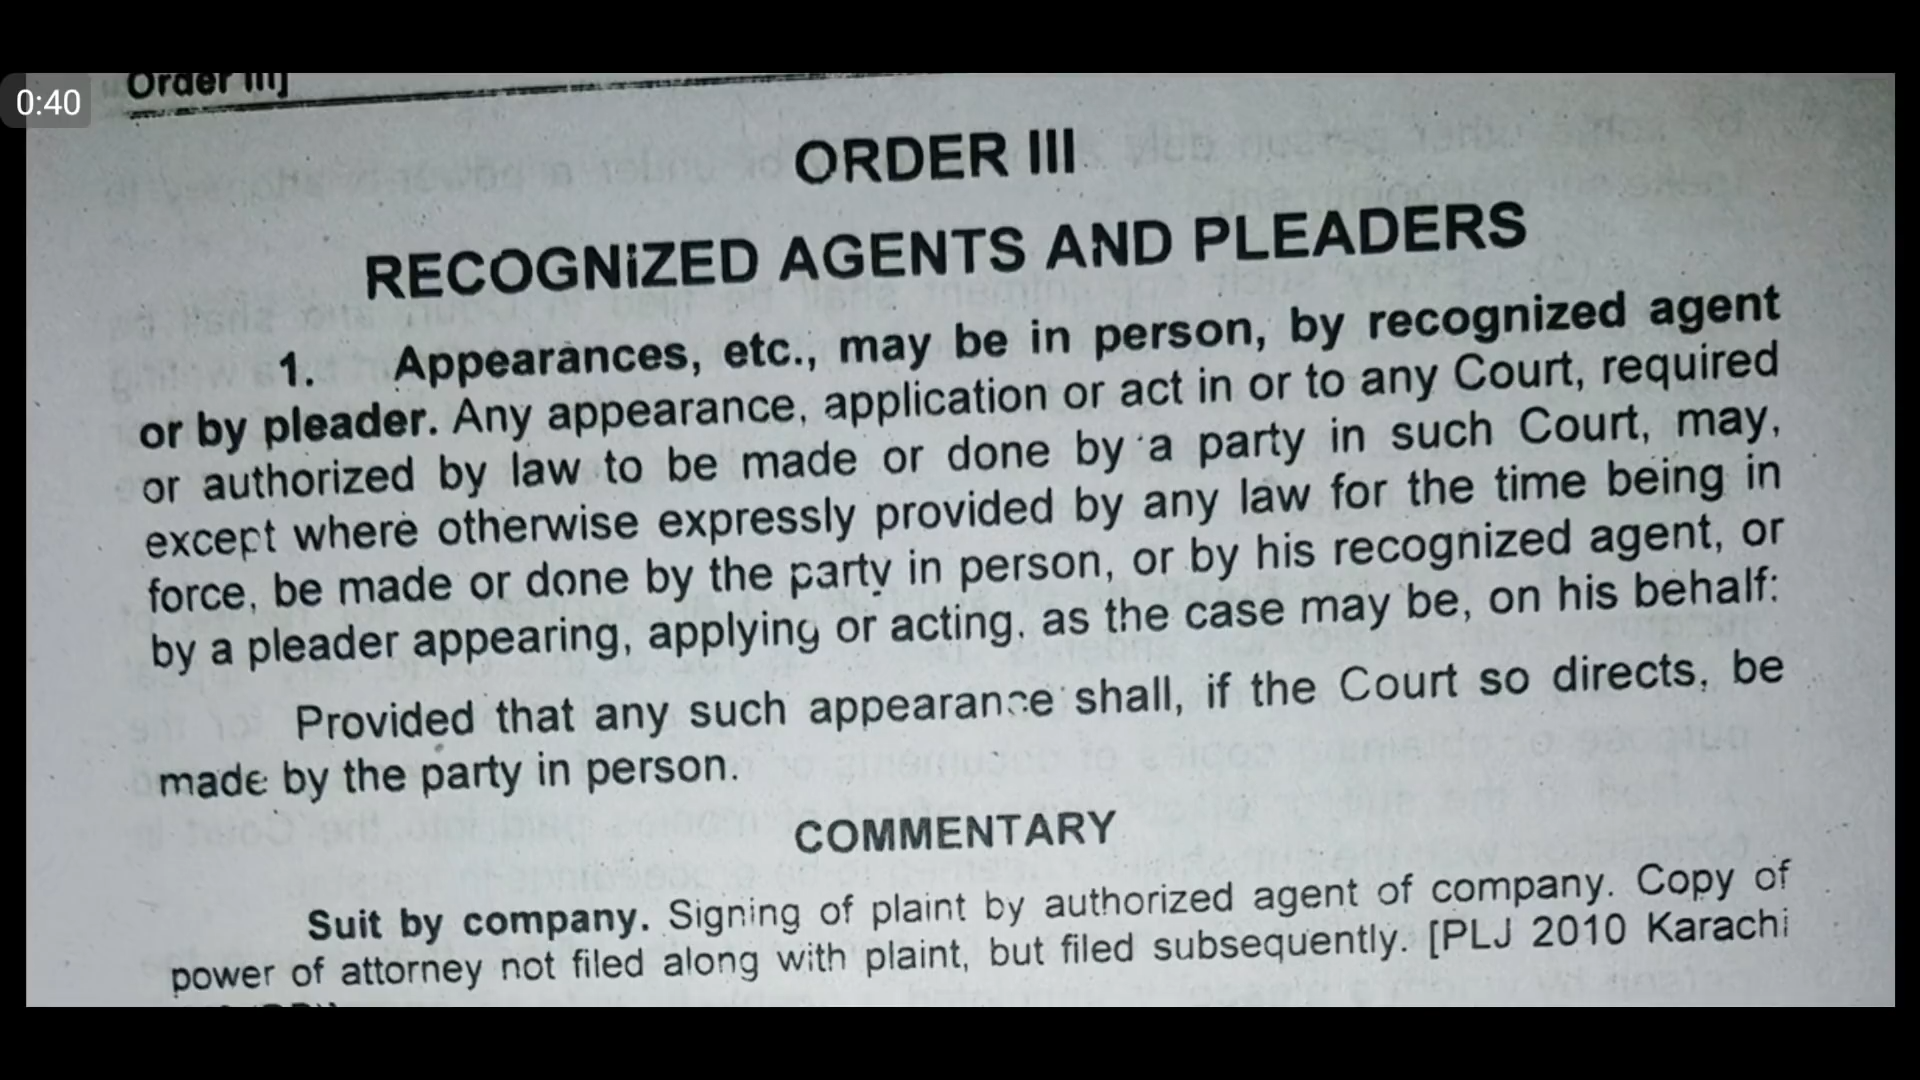 0:40
Order III]
ORDER III
RECOGNIZED AGENTS AND PLEADERS
1. Appearances, etc., may be in person, by recognized agent
or by pleader. Any appearance, application or act in or to any Court, required
or authorized by law to be made or done by a party in such Court, may,
except where otherwise expressly provided by any law for the time being in
force, be made or done by the party in person, or by his recognized agent, or
by a pleader appearing, applying or acting, as the case may be, on his behalf:
Provided that any such appearance shall, if the Court so directs, be
made by the party in person.
COMMENTARY
Suit by company. Signing of plaint by authorized agent of company. Copy of
power of attorney not filed along with plaint, but filed subsequently. [PLJ 2010 Karachi